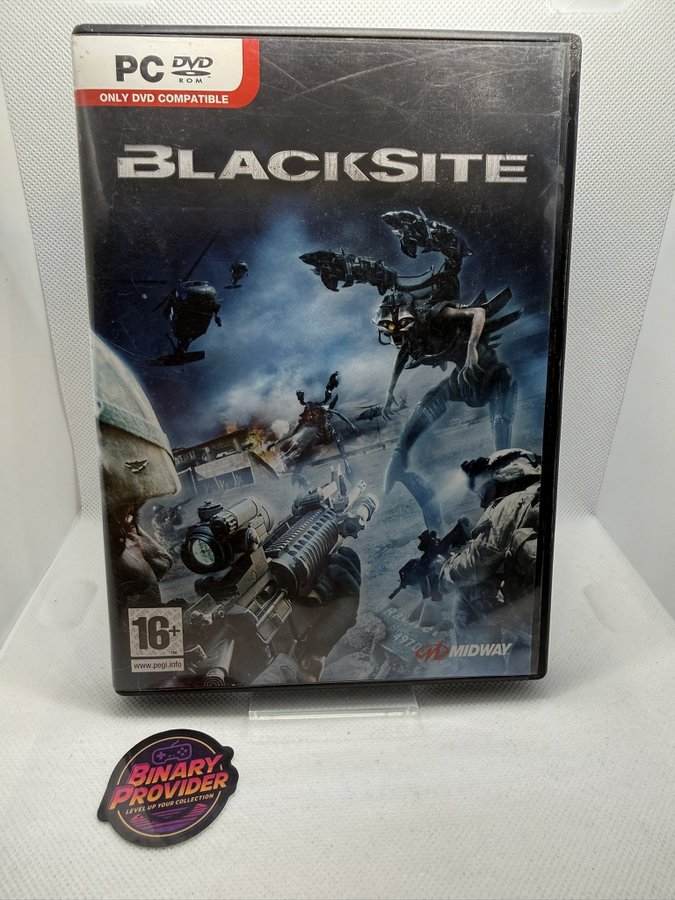 PC DVD
ROM
ONLY DVD COMPATIBLE
BLACKSITE
16+
www.pegi.info
MIDWAY
BINARY
PROVIDER
LEVEL UP YOUR COLLECTION